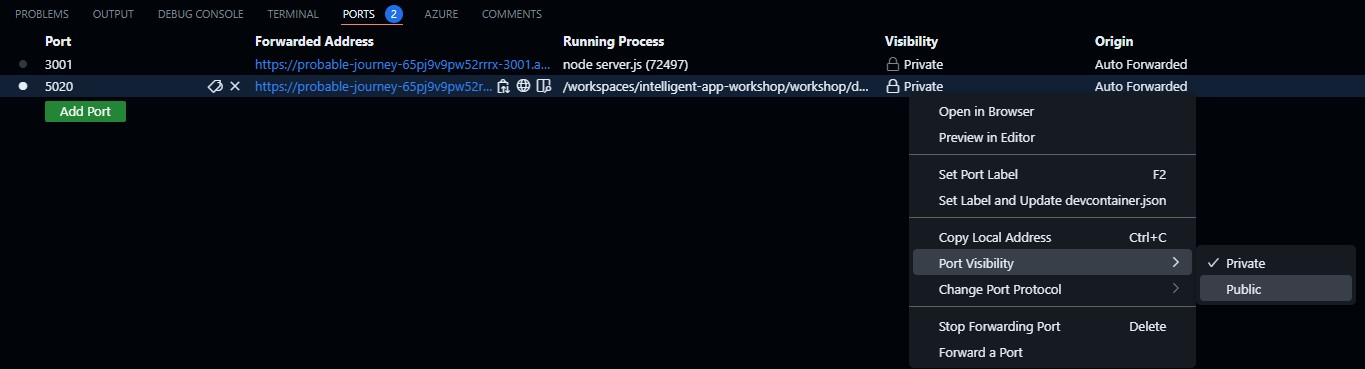 PROBLEMS OUTPUT DEBUG CONSOLE TERMINAL PORTS 2 AZURE COMMENTS
Port Forwarded Address Running Process Visibility Origin
3001 https://probable-journey-65pj9v9pw52rrrx-3001.a... node server.js (72497) Private Auto Forwarded
5020 https://probable-journey-65pj9v9pw52r... /workspaces/intelligent-app-workshop/workshop/d... Private Auto Forwarded
Add Port
Open in Browser
Preview in Editor
Set Port Label F2
Set Label and Update devcontainer.json
Copy Local Address Ctrl+C
Port Visibility
Change Port Protocol
Stop Forwarding Port Delete
Forward a Port
Private
Public